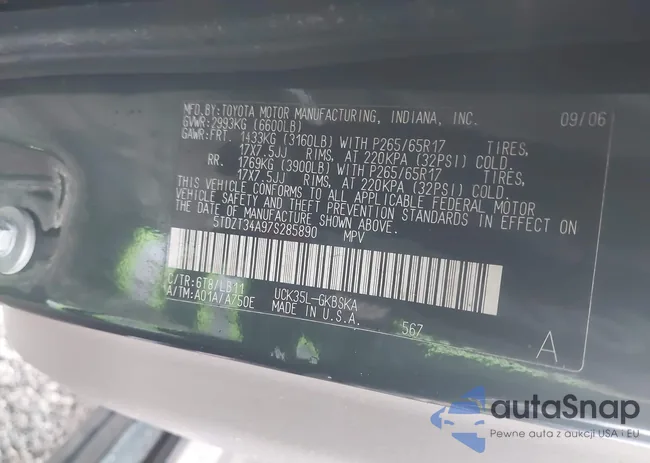 MFD.BY:TOYOTA MOTOR MANUFACTURING, INDIANA, INC. 09/06
GVWR:2993KG (6600LB)
GAWR:FRT. 1433KG (3160LB) WITH P265/65R17 TIRES,
17X7.5JJ RIMS, AT 220KPA (32PSI) COLD.
RR. 1769KG (3900LB) WITH P265/65R17 TIRES,
17X7.5JJ RIMS, AT 220KPA (32PSI) COLD.
THIS VEHICLE CONFORMS TO ALL APPLICABLE FEDERAL MOTOR
VEHICLE SAFETY AND THEFT PREVENTION STANDARDS IN EFFECT ON
THE DATE OF MANUFACTURE SHOWN ABOVE.
5TDZT34A97S285890 MPV
C/TR:6T8/LB11 UCK35L-GKBSKA
A/TM:A01A/A750E MADE IN U.S.A. 567
A
autaSnap
Pewne auta z aukcji USA i EU
www.autasnap.eu